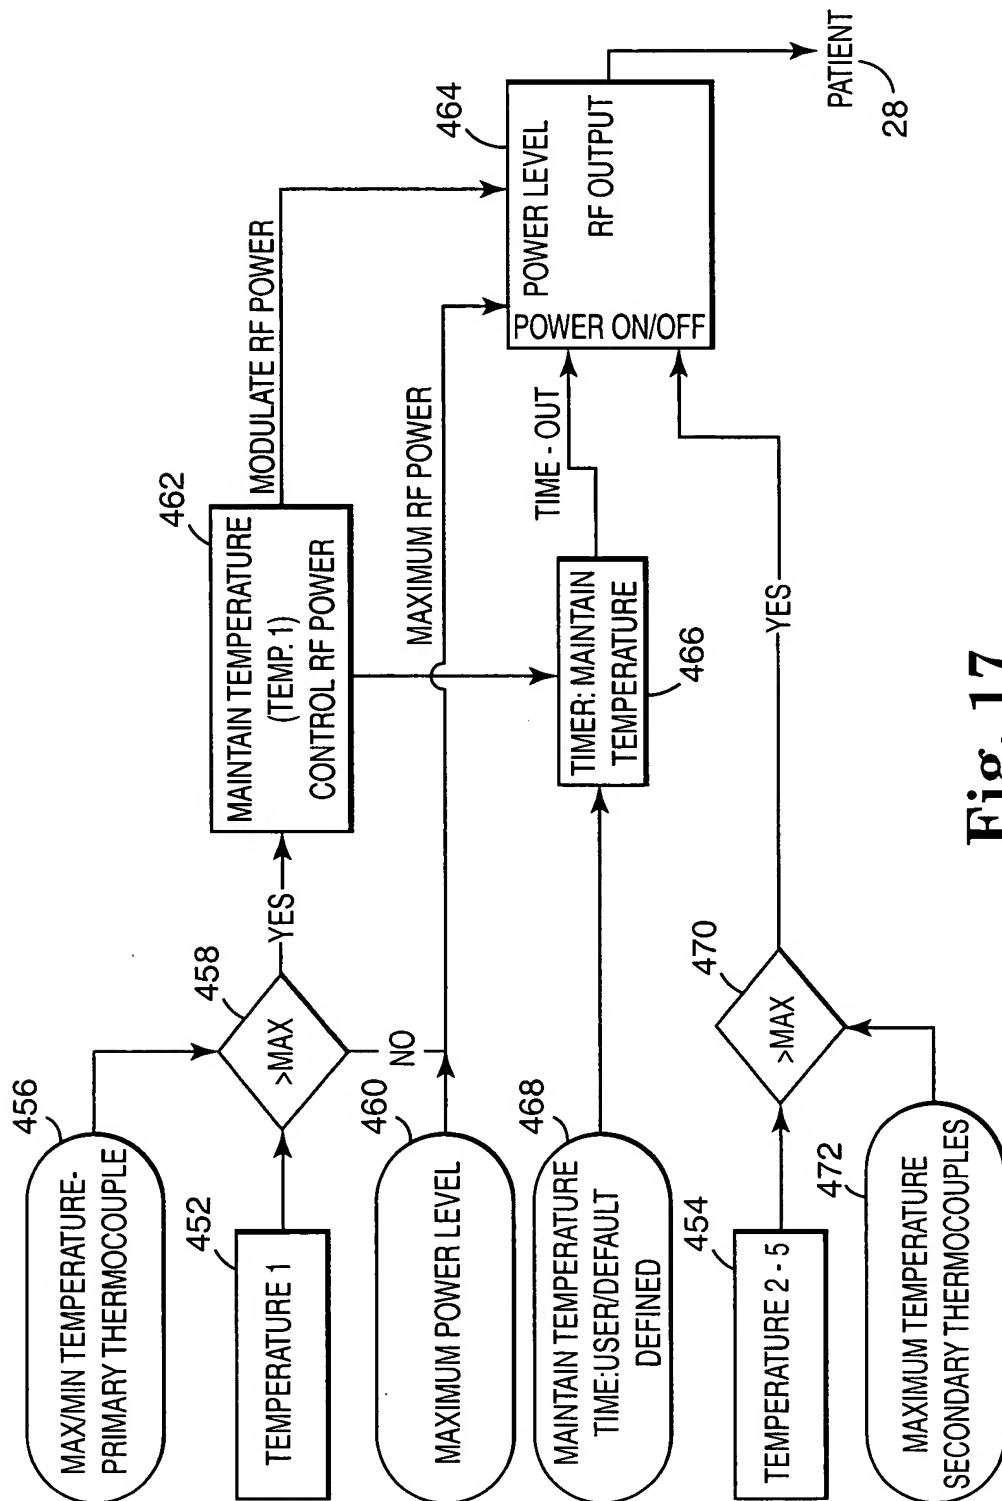 456
MAX/MIN TEMPERATURE-
PRIMARY THERMOCOUPLE
452
TEMPERATURE 1
458
>MAX
YES
NO
462
MAINTAIN TEMPERATURE
(TEMP. 1)
CONTROL RF POWER
MODULATE RF POWER
460
MAXIMUM POWER LEVEL
MAXIMUM RF POWER
464
POWER LEVEL
RF OUTPUT
POWER ON/OFF
PATIENT
28
468
MAINTAIN TEMPERATURE
TIME:USER/DEFAULT
DEFINED
TIMER: MAINTAIN
TEMPERATURE
466
TIME - OUT
454
TEMPERATURE 2 - 5
470
>MAX
YES
472
MAXIMUM TEMPERATURE
SECONDARY THERMOCOUPLES
Fig. 17